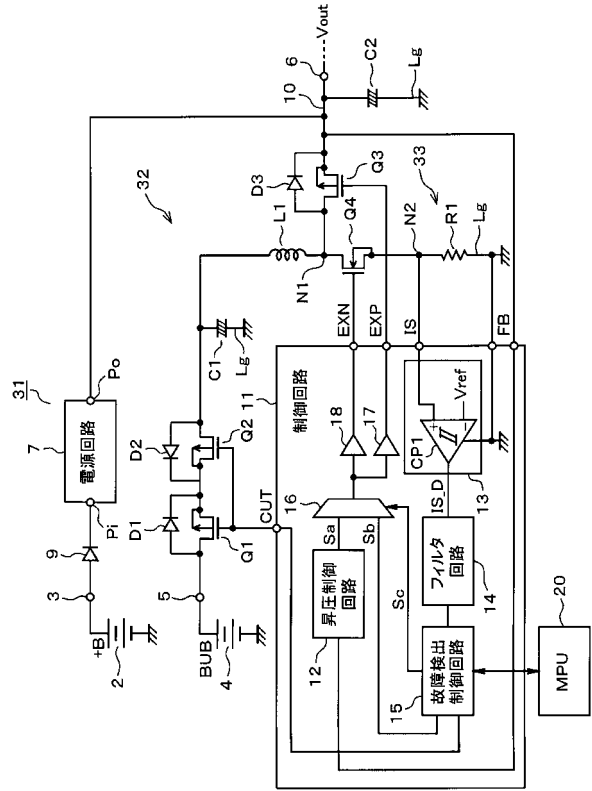 31
32
33
+B
2
3
9
Pi
7
電源回路
Po
BUB
4
5
D1
D2
Q1
Q2
C1
Lg
L1
N1
D3
Q3
Q4
10
6
Vout
C2
Lg
CUT
11
制御回路
EXN
EXP
IS
N2
R1
Lg
FB
12
昇圧制御
回路
Sa
Sb
16
18
17
Sc
CP1
+
-
Vref
IS_D
13
フィルタ
回路
14
15
故障検出
制御回路
20
MPU